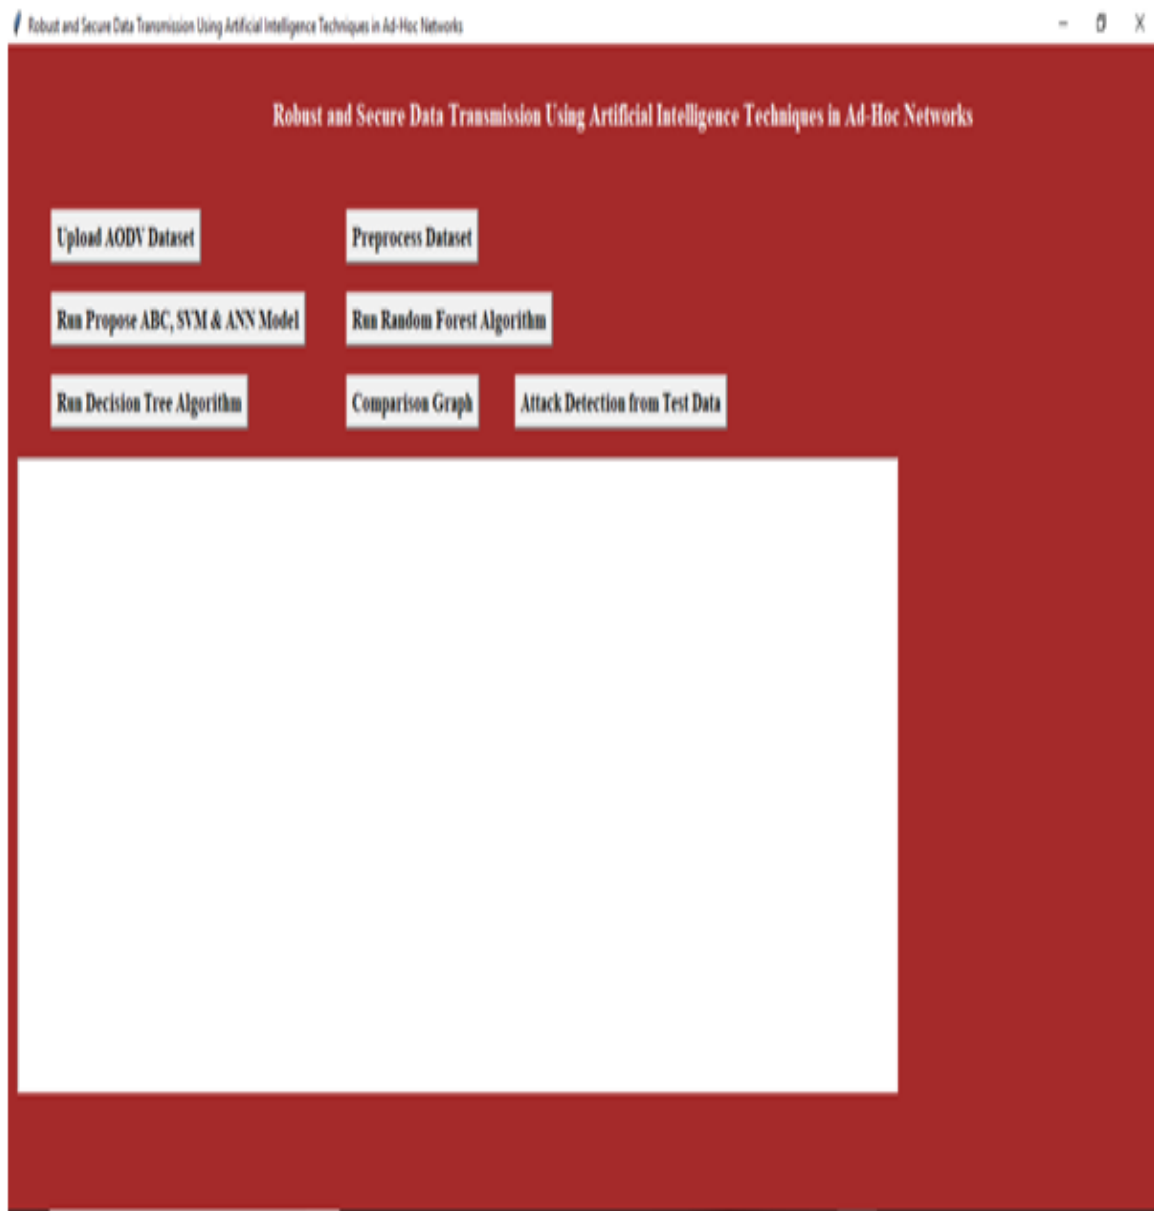 Robust and Secure Data Transmission Using Artificial Intelligence Techniques in Ad-Hoc Networks
Robust and Secure Data Transmission Using Artificial Intelligence Techniques in Ad-Hoc Networks
Upload AODV Dataset
Preprocess Dataset
Run Propose ABC, SVM & ANN Model
Run Random Forest Algorithm
Run Decision Tree Algorithm
Comparison Graph
Attack Detection from Test Data